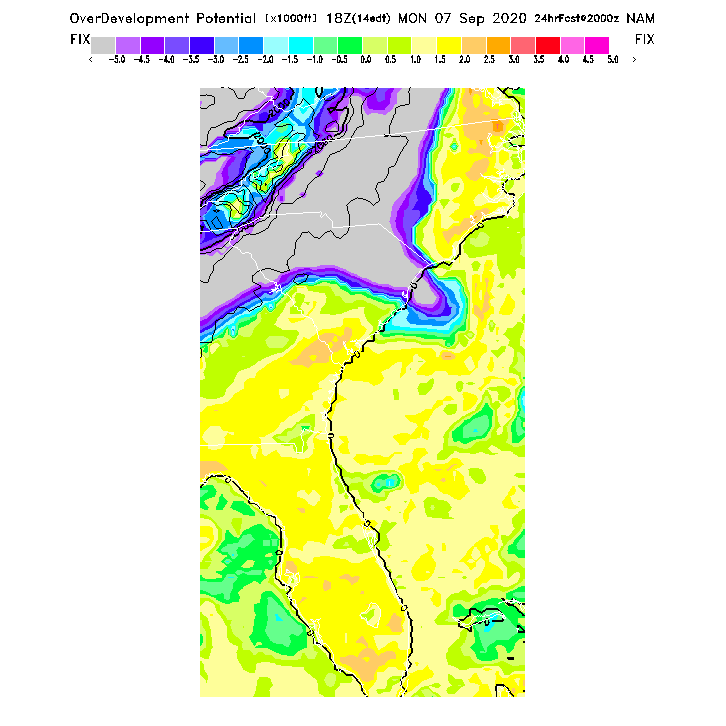 OverDevelopment Potential [x1000ft] 18Z(14edt) MON 07 Sep 2020 24hrFcst@2000z NAM
FIX FIX
< -5.0 -4.5 -4.0 -3.5 -3.0 -2.5 -2.0 -1.5 -1.0 -0.5 0.0 0.5 1.0 1.5 2.0 2.5 3.0 3.5 4.0 4.5 5.0 >